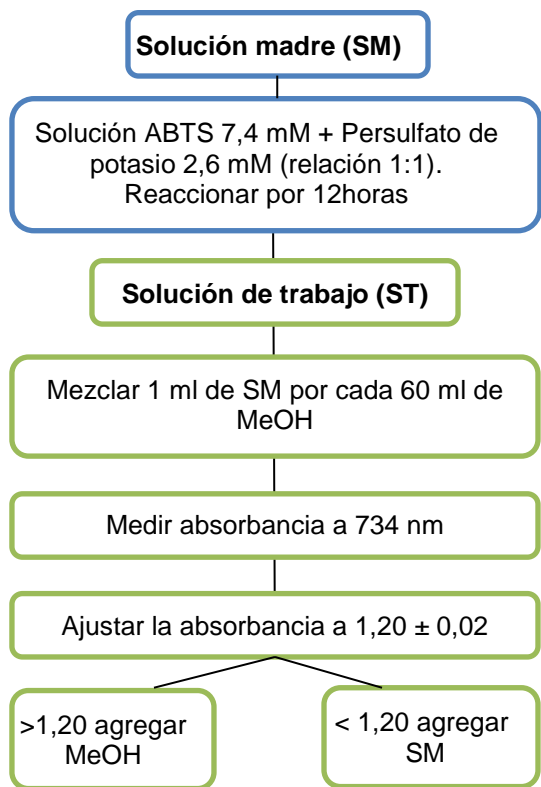 Solución madre (SM)
Solución ABTS 7,4 mM + Persulfato de
potasio 2,6 mM (relación 1:1).
Reaccionar por 12horas
Solución de trabajo (ST)
Mezclar 1 ml de SM por cada 60 ml de
MeOH
Medir absorbancia a 734 nm
Ajustar la absorbancia a 1,20 ± 0,02
>1,20 agregar
MeOH
< 1,20 agregar
SM